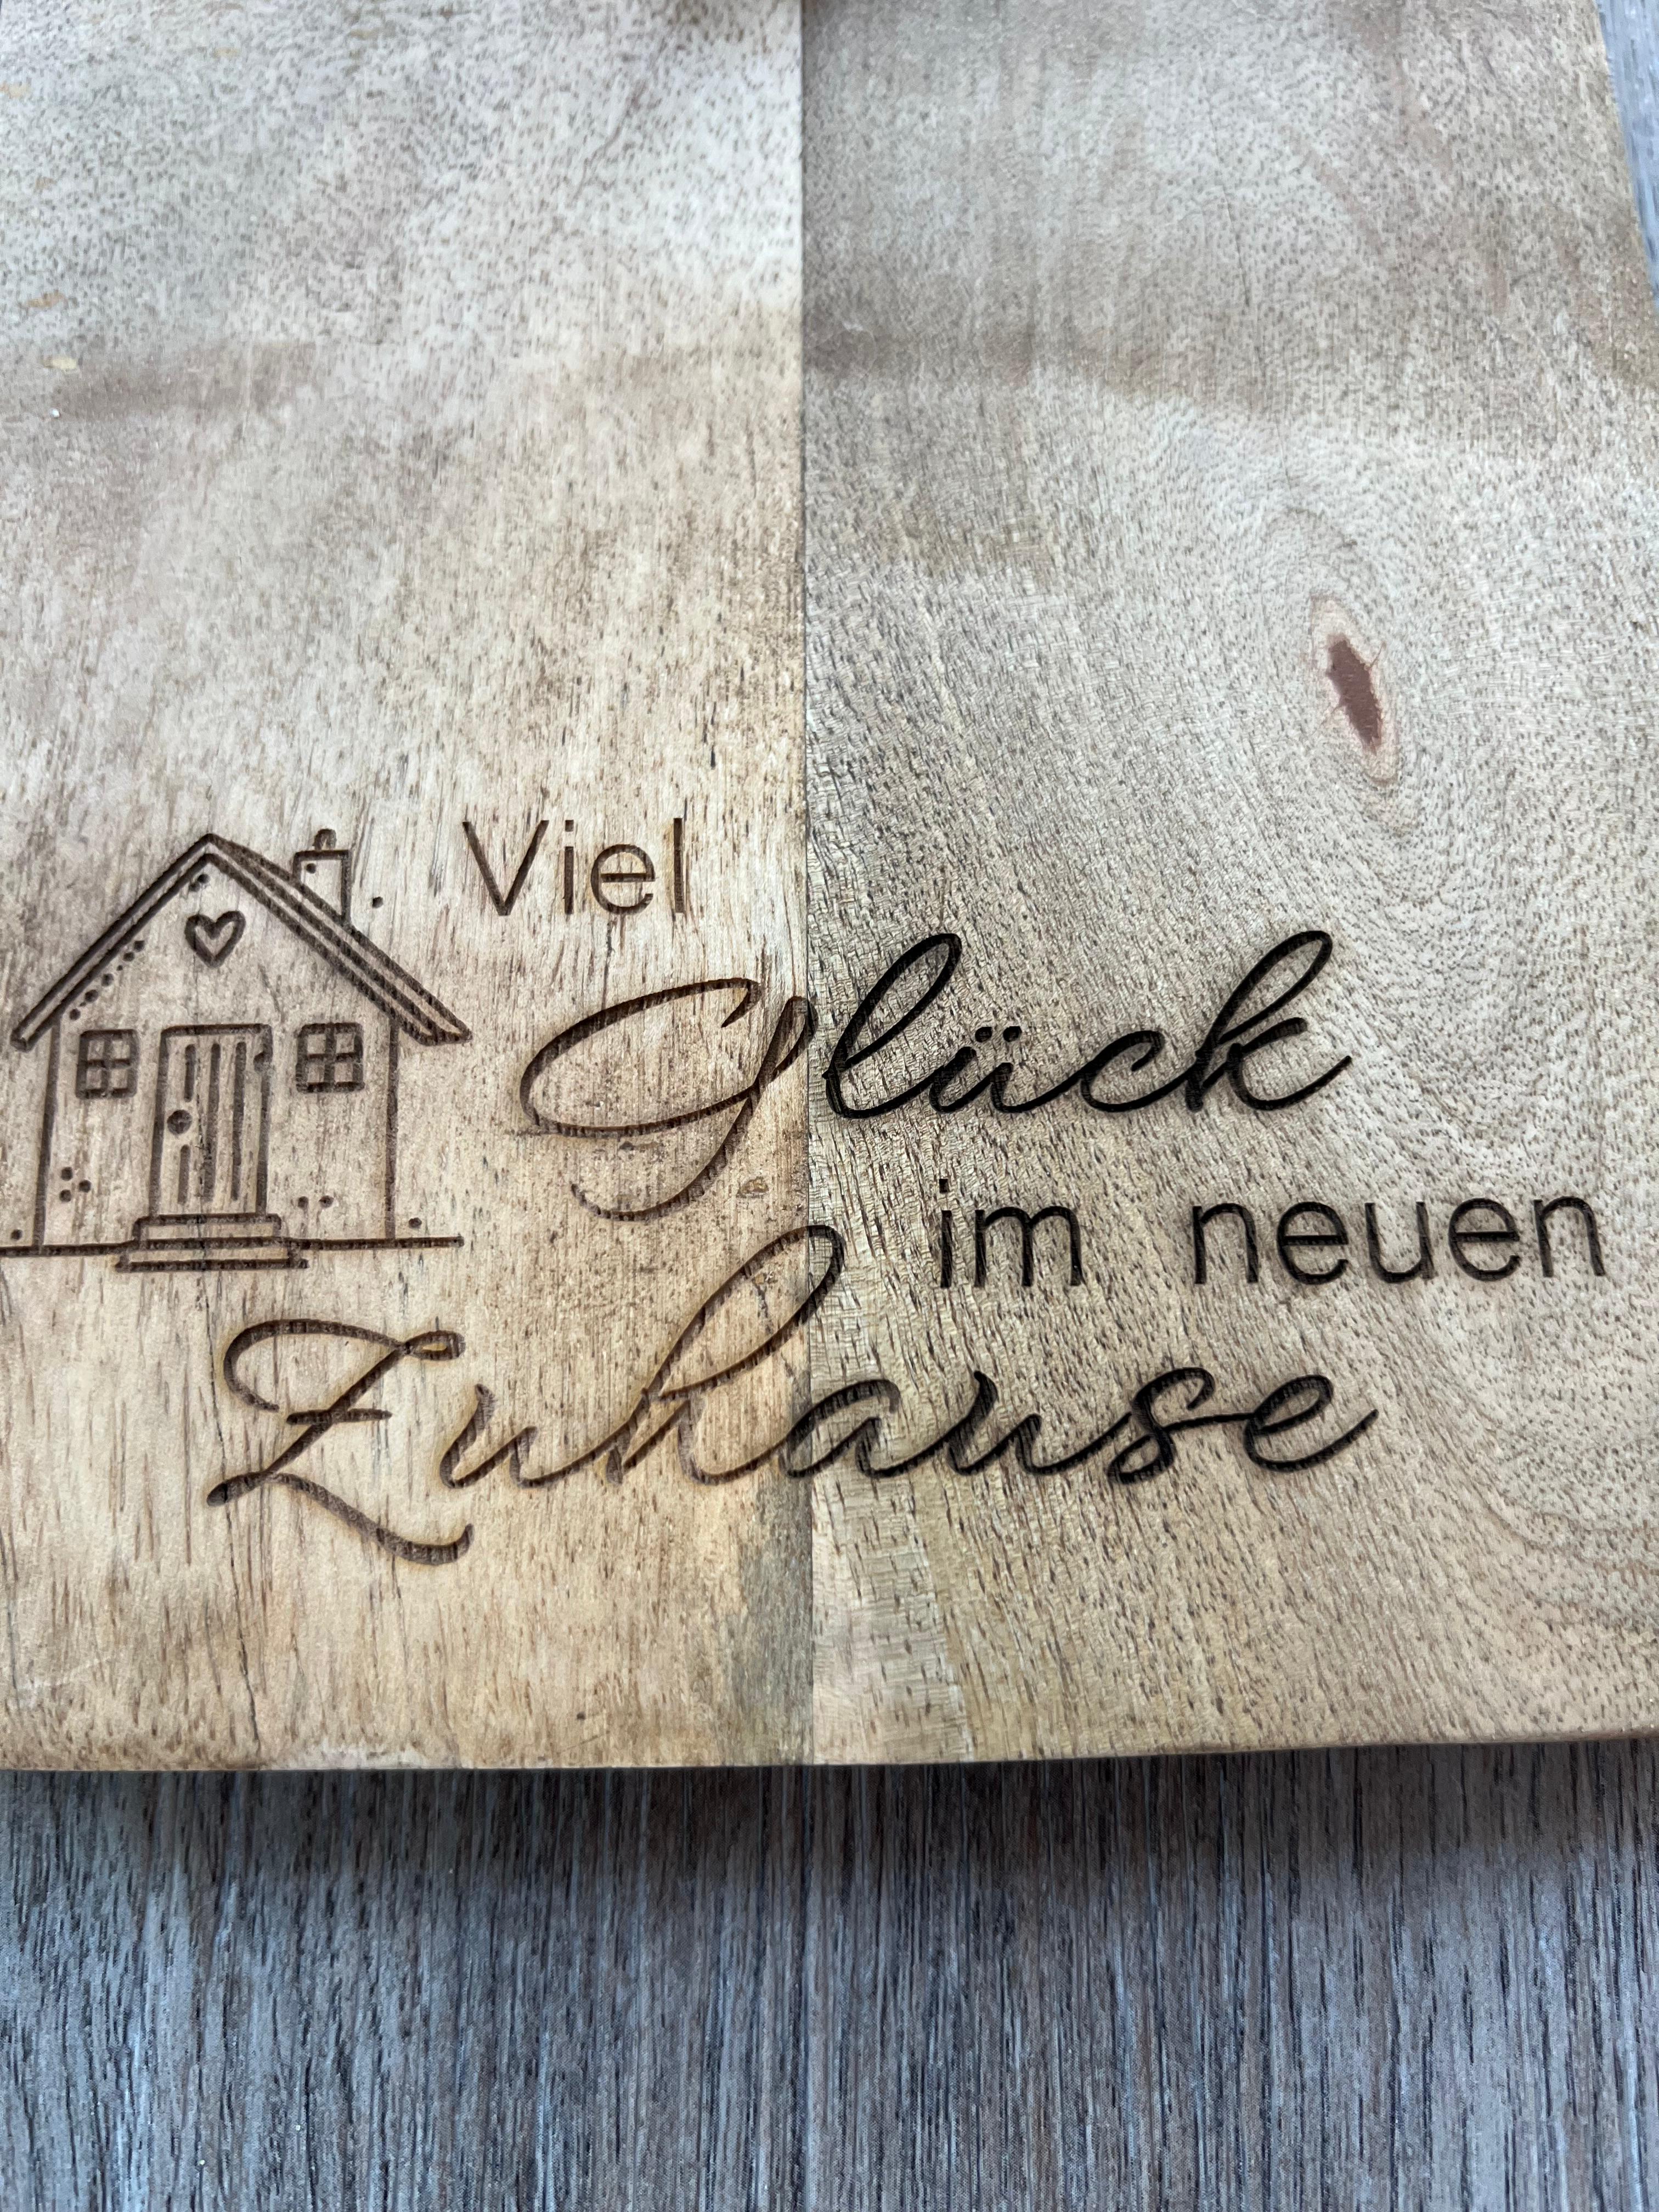 Viel
Glück
im neuen
Zuhause